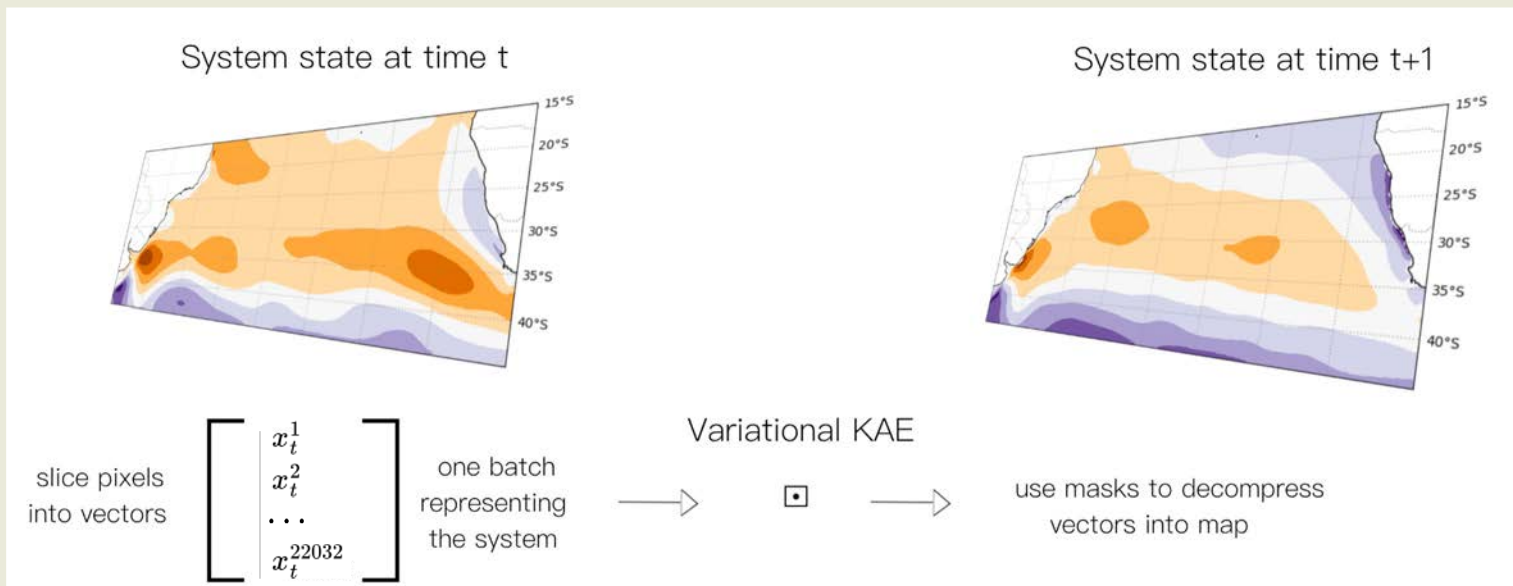 System state at time t
System state at time t+1
15°S
20°S
25°S
30°S
35°S
40°S
15°S
20°S
25°S
30°S
35°S
40°S
slice pixels
into vectors
x_t^1
x_t^2
...
x_t^{22032}
one batch
representing
the system
Variational KAE
use masks to decompress
vectors into map